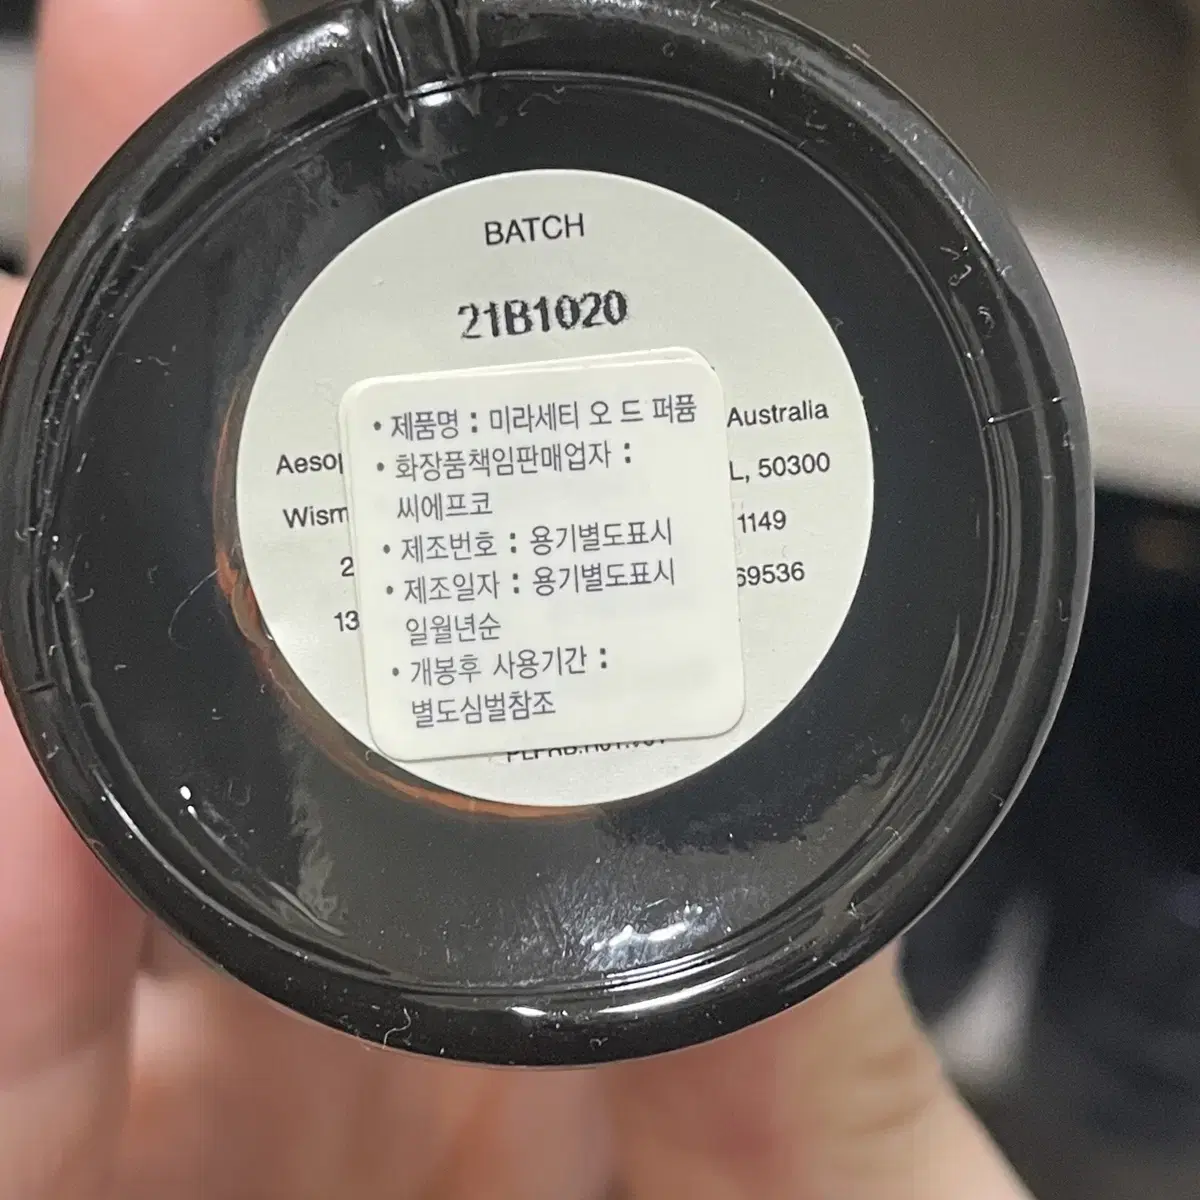 BATCH
21B1020
• 제품명 : 미라세티 오 드 퍼퓸
• 화장품책임판매업자 :
씨에프코
• 제조번호 : 용기별도표시
• 제조일자 : 용기별도표시
일월년순
• 개봉후 사용기간 :
별도심벌참조
Aesop
Australia
Wism
L, 50300
2
1149
13
69536